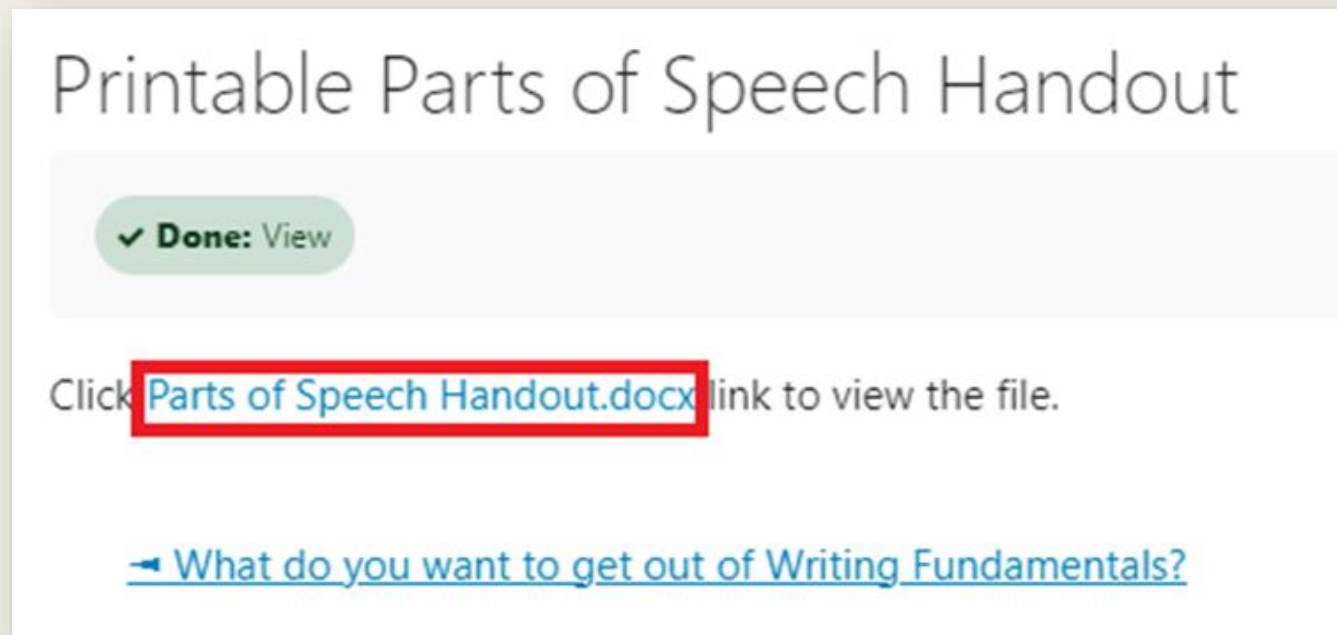 Printable Parts of Speech Handout
✓ Done: View
Click Parts of Speech Handout.docx link to view the file.
◄ What do you want to get out of Writing Fundamentals?